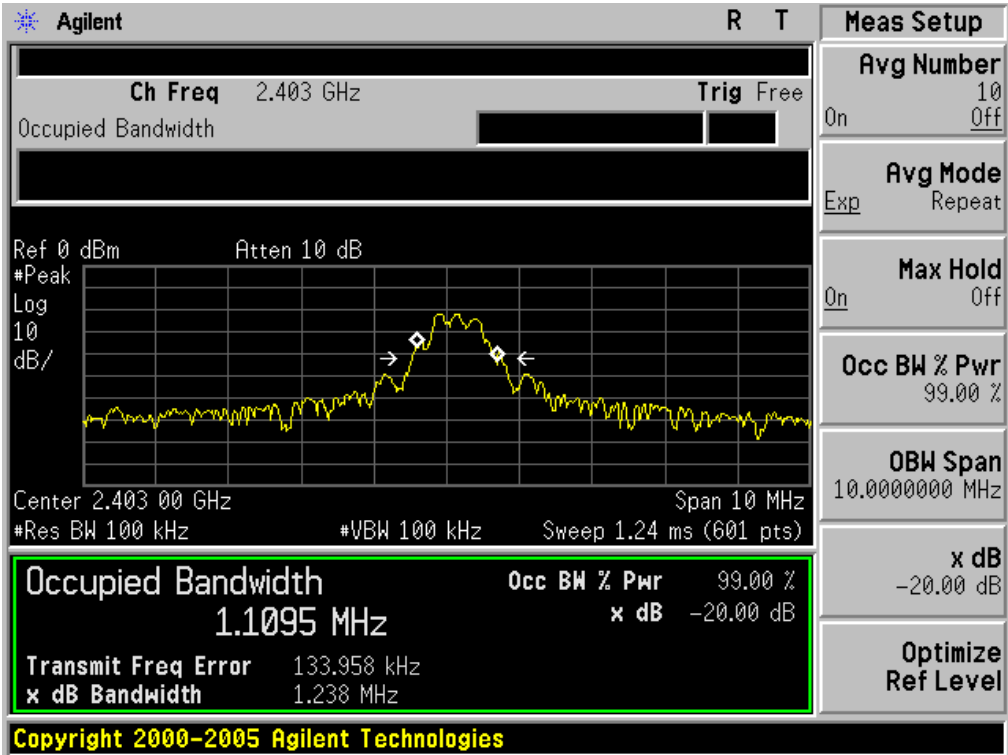 Agilent R T
Ch Freq 2.403 GHz Trig Free
Occupied Bandwidth
Ref 0 dBm Atten 10 dB
#Peak
Log
10
dB/
Center 2.403 00 GHz Span 10 MHz
#Res BW 100 kHz #VBW 100 kHz Sweep 1.24 ms (601 pts)
Occupied Bandwidth Occ BW % Pwr 99.00 %
1.1095 MHz x dB -20.00 dB
Transmit Freq Error 133.958 kHz
x dB Bandwidth 1.238 MHz
Copyright 2000-2005 Agilent Technologies
Meas Setup
Avg Number
10
On Off
Avg Mode
Exp Repeat
Max Hold
On Off
Occ BW % Pwr
99.00 %
OBW Span
10.0000000 MHz
x dB
-20.00 dB
Optimize
Ref Level